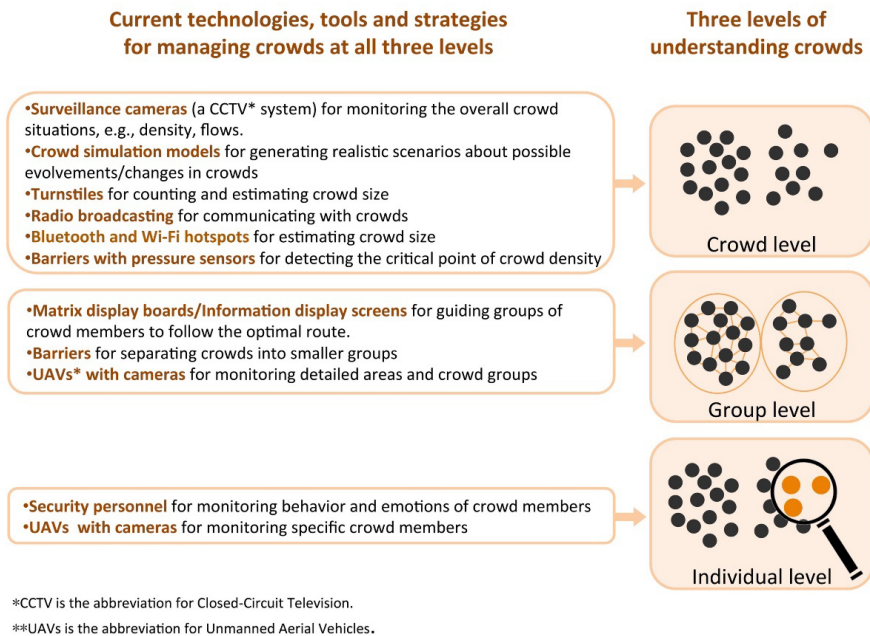 Current technologies, tools and strategies
for managing crowds at all three levels
Three levels of
understanding crowds
•Surveillance cameras (a CCTV* system) for monitoring the overall crowd
situations, e.g., density, flows.
•Crowd simulation models for generating realistic scenarios about possible
evolvements/changes in crowds
•Turnstiles for counting and estimating crowd size
•Radio broadcasting for communicating with crowds
•Bluetooth and Wi-Fi hotspots for estimating crowd size
•Barriers with pressure sensors for detecting the critical point of crowd density
Crowd level
•Matrix display boards/Information display screens for guiding groups of
crowd members to follow the optimal route.
•Barriers for separating crowds into smaller groups
•UAVs* with cameras for monitoring detailed areas and crowd groups
Group level
•Security personnel for monitoring behavior and emotions of crowd members
•UAVs with cameras for monitoring specific crowd members
Individual level
*CCTV is the abbreviation for Closed-Circuit Television.
**UAVs is the abbreviation for Unmanned Aerial Vehicles.